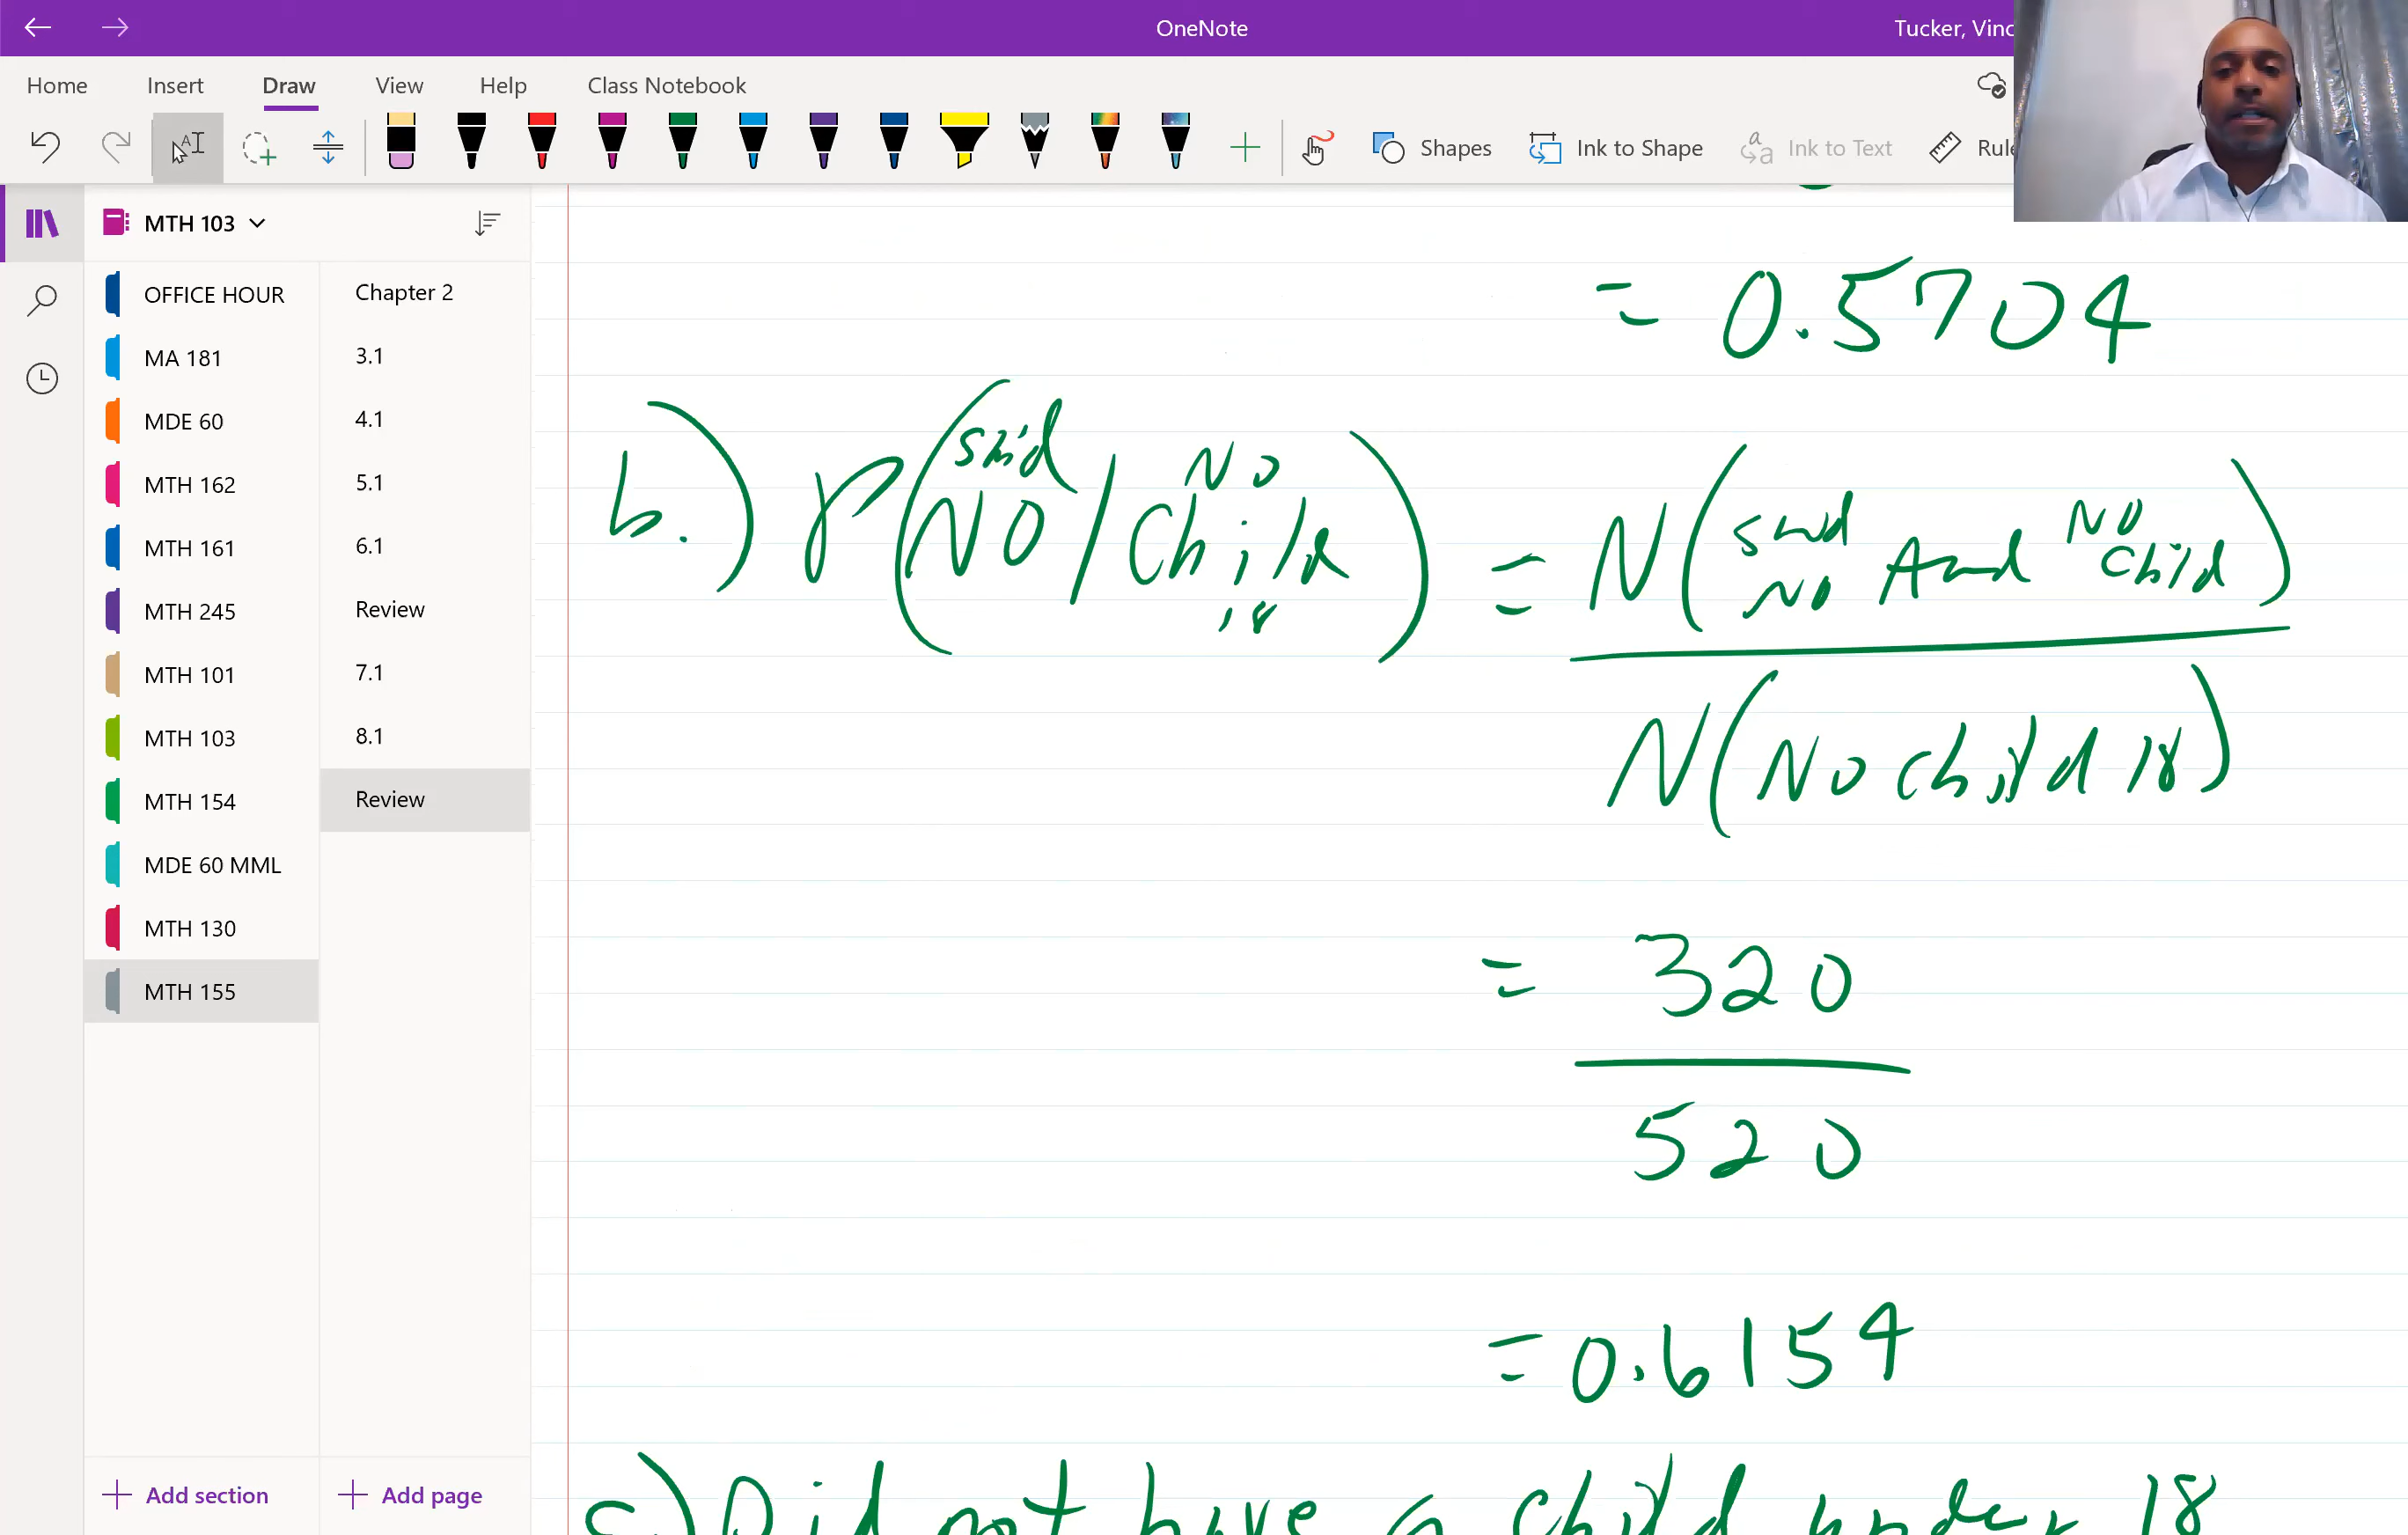 OneNote
Tucker, Vinc
Home Insert Draw View Help Class Notebook
Shapes Ink to Shape Ink to Text Rule
MTH 103
OFFICE HOUR
MA 181
MDE 60
MTH 162
MTH 161
MTH 245
MTH 101
MTH 103
MTH 154
MDE 60 MML
MTH 130
MTH 155
Add section
Chapter 2
3.1
4.1
5.1
6.1
Review
7.1
8.1
Review
Add page
= 0.5704
b.) P(said NO / NO Child 18) = N(said NO And NO Child)
N(No child 18)
= 320
520
= 0.6154
c.) Did not have a child under 18